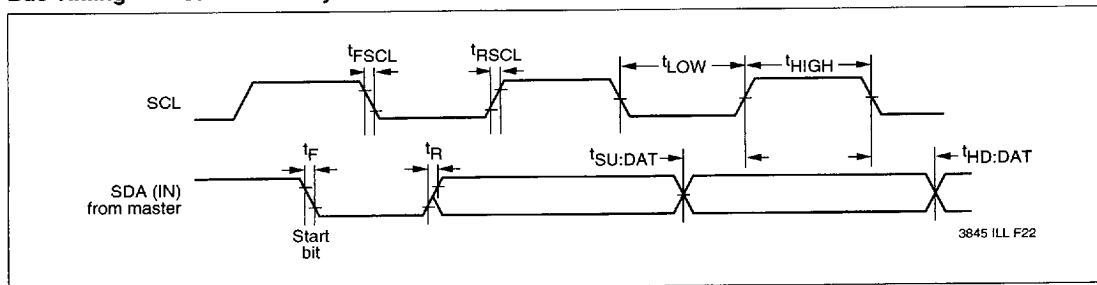 tFSCL
tRSCL
tLOW
tHIGH
SCL
tF
tR
tSU:DAT
tHD:DAT
SDA (IN)
from master
Start
bit
3845 ILL F22